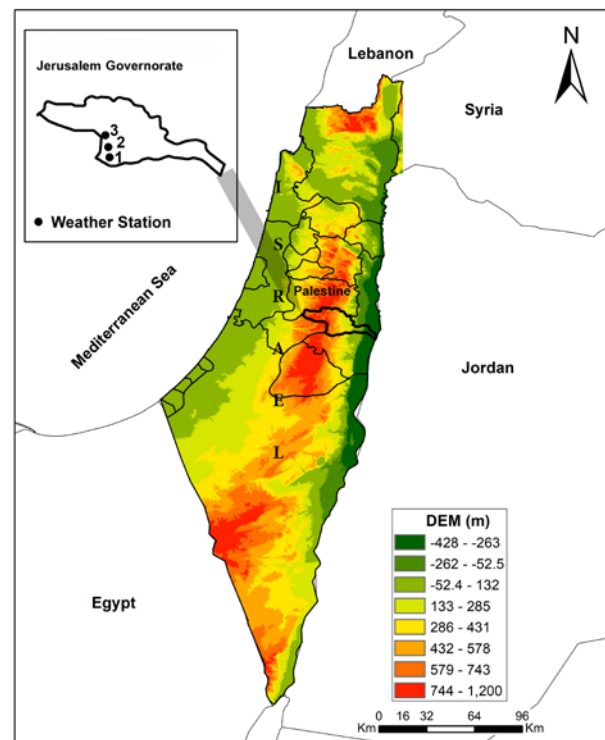 Lebanon
N
Jerusalem Governorate
Syria
3
2
1
Weather Station
I
S
R
A
E
L
Palestine
Mediterranean Sea
Jordan
Egypt
DEM (m)
-428 - -263
-262 - -52.5
-52.4 - 132
133 - 285
286 - 431
432 - 578
579 - 743
744 - 1,200
0 16 32 64 96
Km Km